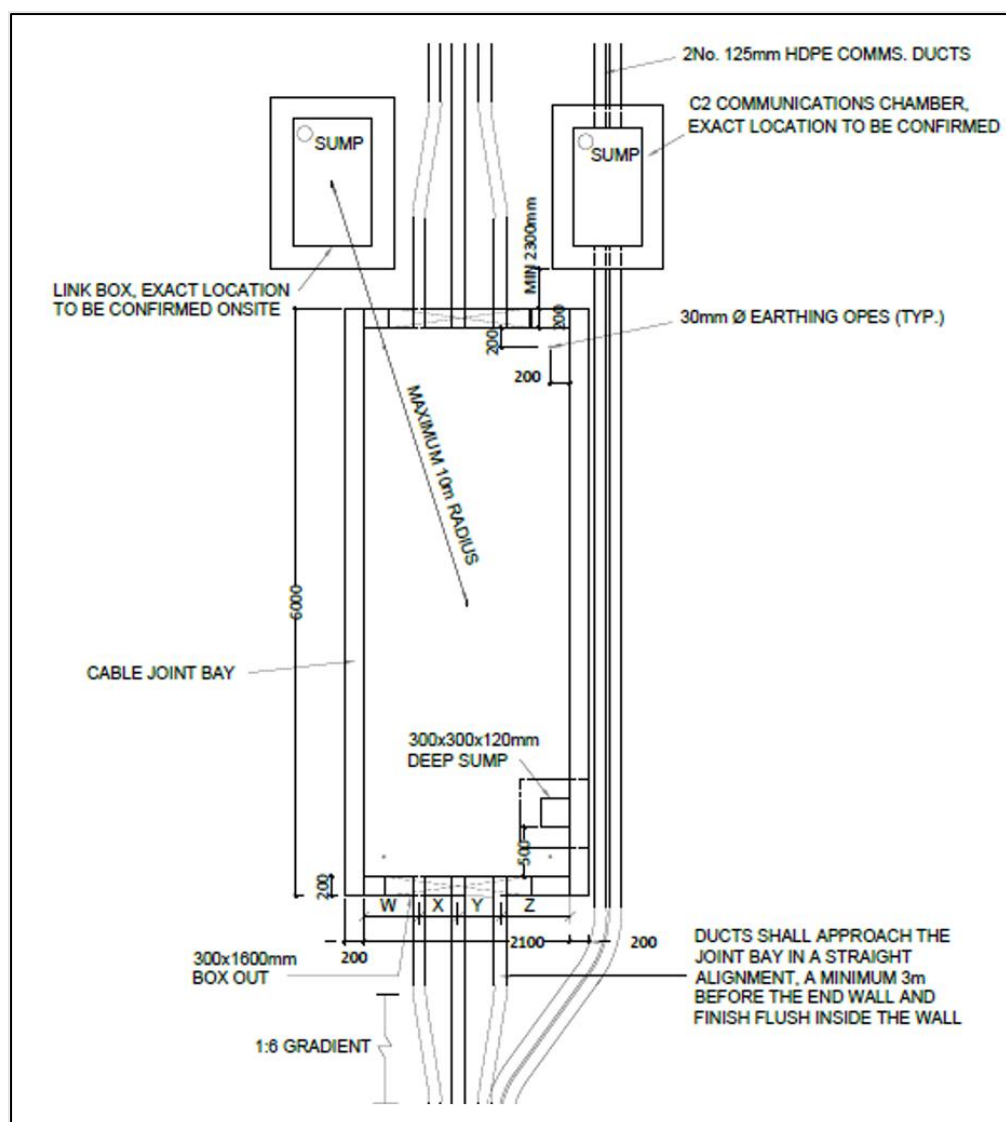 2No. 125mm HDPE COMMS. DUCTS
C2 COMMUNICATIONS CHAMBER,
EXACT LOCATION TO BE CONFIRMED
SUMP
SUMP
MIN 2300mm
LINK BOX, EXACT LOCATION
TO BE CONFIRMED ONSITE
200
30mm Ø EARTHING OPES (TYP.)
200
200
MAXIMUM 10m RADIUS
6000
CABLE JOINT BAY
300x300x120mm
DEEP SUMP
500
200
W X Y Z
200
2100
200
300x1600mm
BOX OUT
DUCTS SHALL APPROACH THE
JOINT BAY IN A STRAIGHT
ALIGNMENT, A MINIMUM 3m
BEFORE THE END WALL AND
FINISH FLUSH INSIDE THE WALL
1:6 GRADIENT